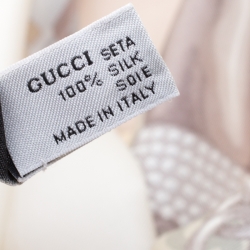 GUCCI SETA
100% SILK
SOIE
MADE IN ITALY